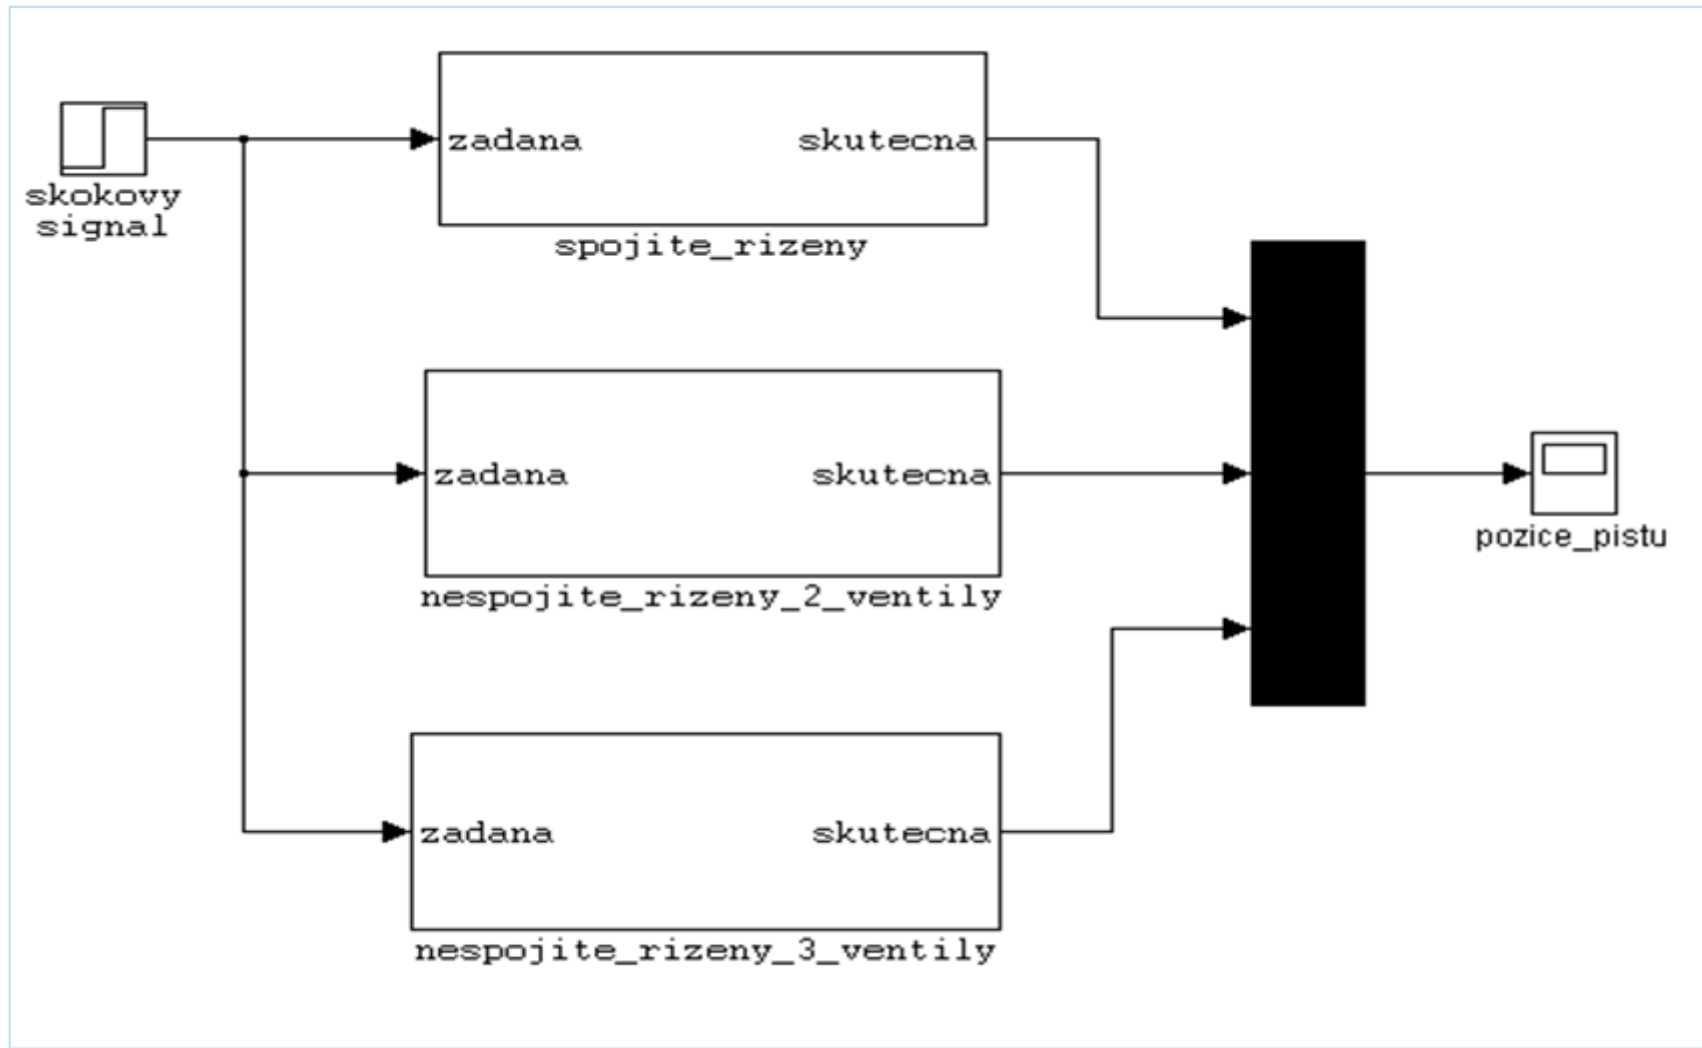 skokovy
signal
zadana
skutecna
spojite_rizeny
zadana
skutecna
nespojite_rizeny_2_ventily
zadana
skutecna
nespojite_rizeny_3_ventily
pozice_pistu